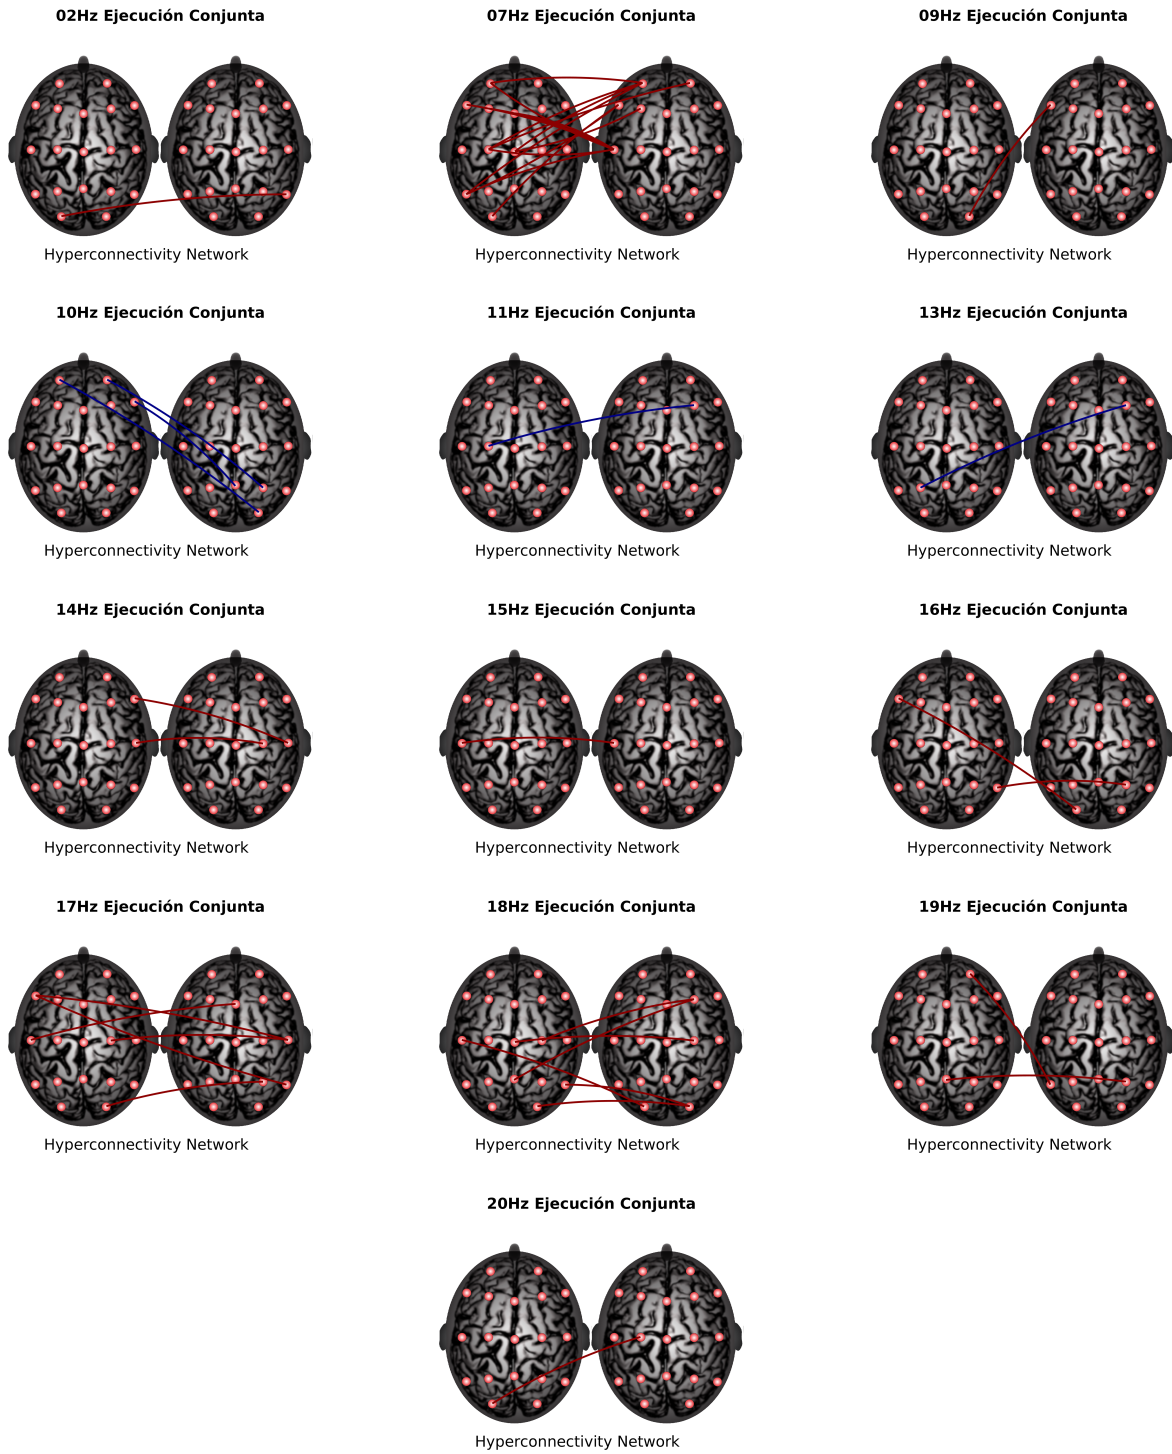 02Hz Ejecución Conjunta
07Hz Ejecución Conjunta
09Hz Ejecución Conjunta
Hyperconnectivity Network
Hyperconnectivity Network
Hyperconnectivity Network
10Hz Ejecución Conjunta
11Hz Ejecución Conjunta
13Hz Ejecución Conjunta
Hyperconnectivity Network
Hyperconnectivity Network
Hyperconnectivity Network
14Hz Ejecución Conjunta
15Hz Ejecución Conjunta
16Hz Ejecución Conjunta
Hyperconnectivity Network
Hyperconnectivity Network
Hyperconnectivity Network
17Hz Ejecución Conjunta
18Hz Ejecución Conjunta
19Hz Ejecución Conjunta
Hyperconnectivity Network
Hyperconnectivity Network
Hyperconnectivity Network
20Hz Ejecución Conjunta
Hyperconnectivity Network